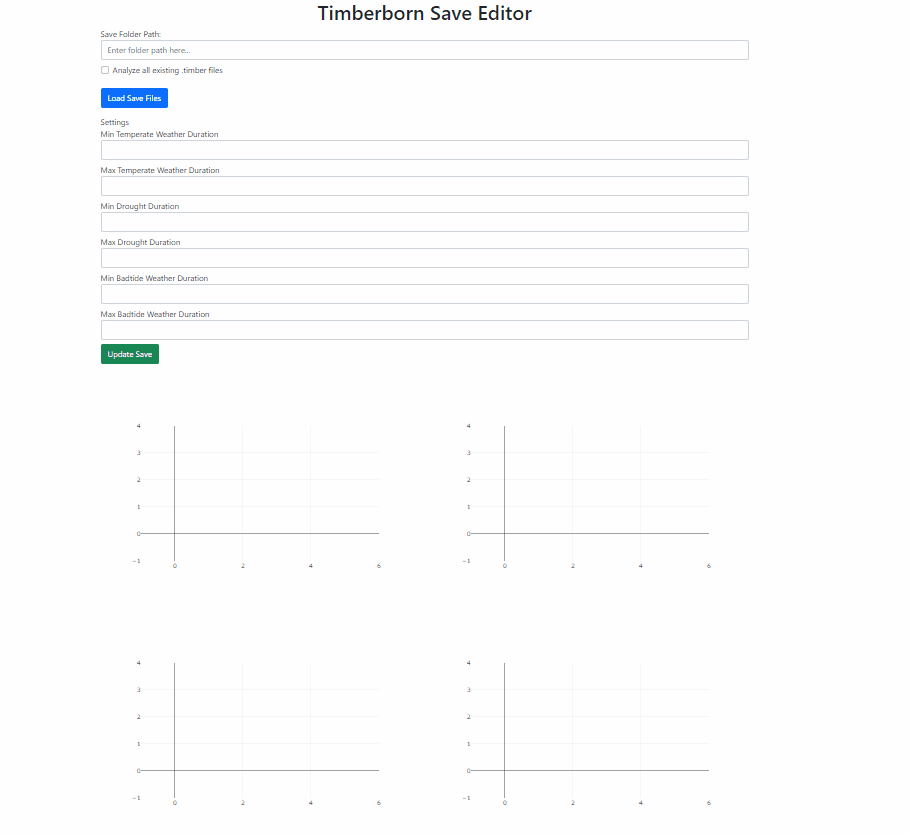 Timberborn Save Editor
Save Folder Path:
Enter folder path here...
Analyze all existing .timber files
Load Save Files
Settings
Min Temperate Weather Duration
Max Temperate Weather Duration
Min Drought Duration
Max Drought Duration
Min Badtide Weather Duration
Max Badtide Weather Duration
Update Save
4 4
3 3
2 2
1 1
0 0
−1 −1
0 2 4 6 0 2 4 6
4 4
3 3
2 2
1 1
0 0
−1 −1
0 2 4 6 0 2 4 6